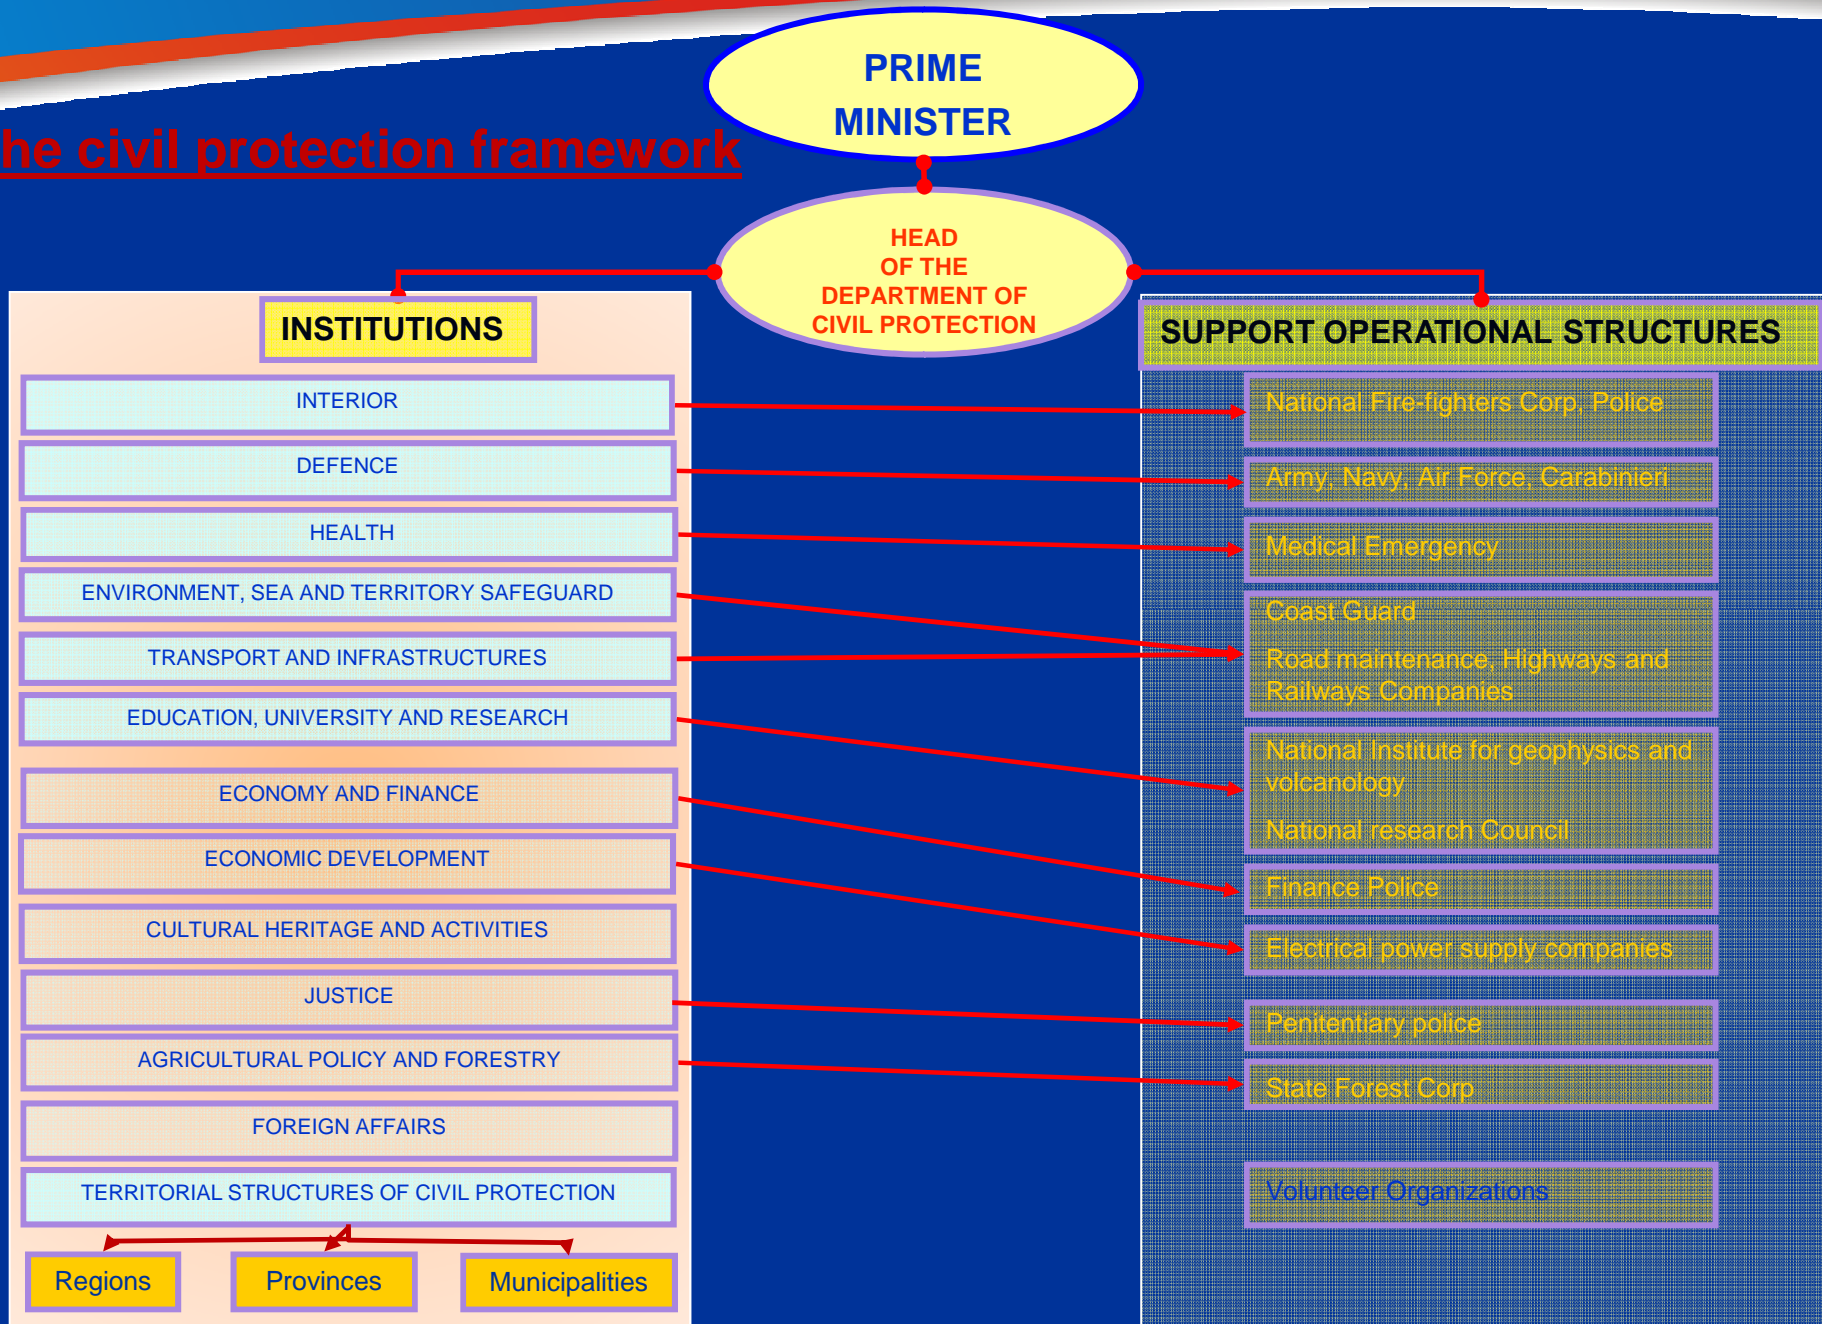 PRIME
MINISTER
he civil protection framework
HEAD
OF THE
DEPARTMENT OF
CIVIL PROTECTION
INSTITUTIONS
INTERIOR
DEFENCE
HEALTH
ENVIRONMENT, SEA AND TERRITORY SAFEGUARD
TRANSPORT AND INFRASTRUCTURES
EDUCATION, UNIVERSITY AND RESEARCH
ECONOMY AND FINANCE
ECONOMIC DEVELOPMENT
CULTURAL HERITAGE AND ACTIVITIES
JUSTICE
AGRICULTURAL POLICY AND FORESTRY
FOREIGN AFFAIRS
TERRITORIAL STRUCTURES OF CIVIL PROTECTION
Regions
Provinces
Municipalities
SUPPORT OPERATIONAL STRUCTURES
National Fire-fighters Corp, Police
Army, Navy, Air Force, Carabinieri
Medical Emergency
Coast Guard
Road maintenance, Highways and
Railways Companies
National Institute for geophysics and
volcanology
National research Council
Finance Police
Electrical power supply companies
Penitentiary police
State Forest Corp
Volunteer Organizations